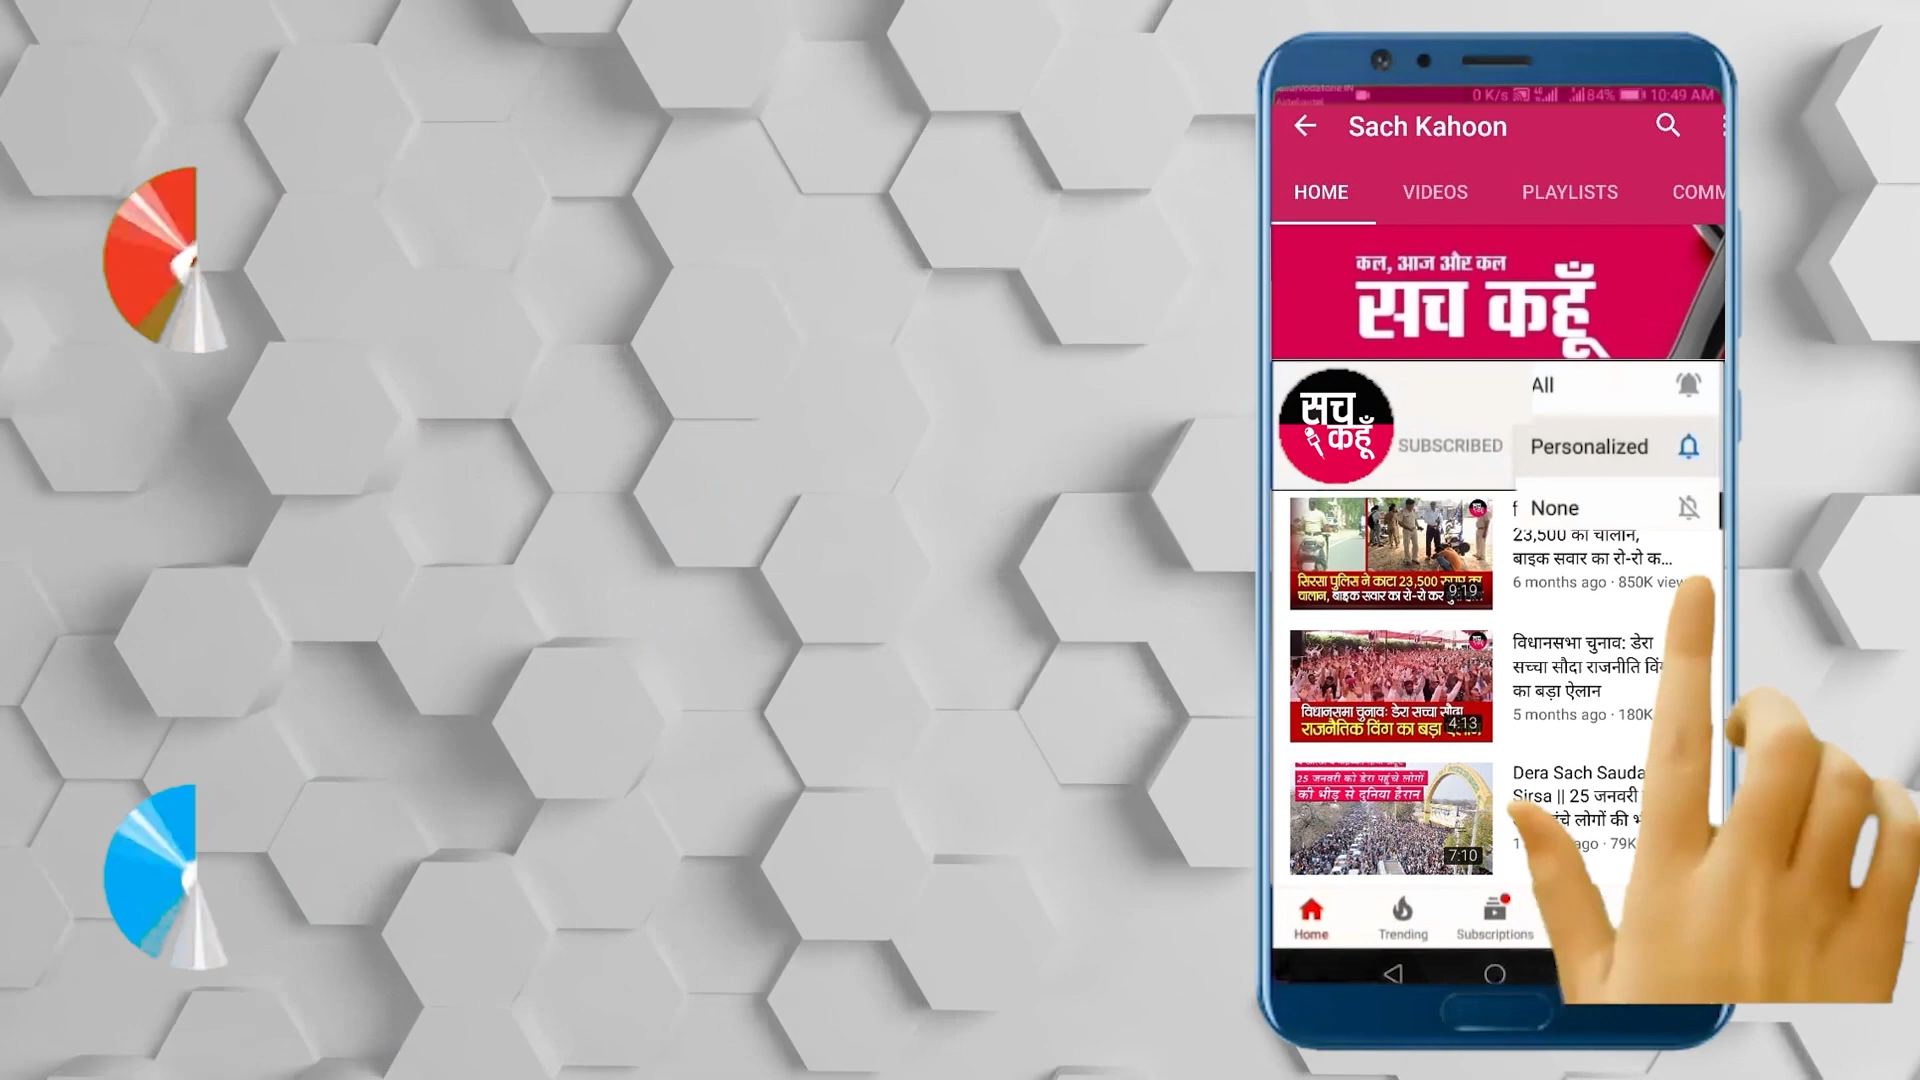 0 K/s 84% 10:49 AM
Sach Kahoon
HOME VIDEOS PLAYLISTS COMM
कल, आज और कल
सच कहूँ
सच
कहूँ
SUBSCRIBED
All
Personalized
None
सिरसा पुलिस ने काटा 23,500
चालान, बाइक सवार का रो-रो कर
9:19
23,500 का चालान,
बाइक सवार का रो-रो क...
6 months ago · 850K view
विधानसभा चुनावः डेरा सच्चा सौदा
राजनैतिक विंग का बड़ा
4:13
विधानसभा चुनाव: डेरा
सच्चा सौदा राजनीति विंग
का बड़ा ऐलान
5 months ago · 180K
25 जनवरी को डेरा पहुंचे लोगों
की भीड़ से दुनिया हैरान
7:10
Dera Sach Sauda
Sirsa || 25 जनवरी
लोगों की
ago · 79K
Home Trending Subscriptions